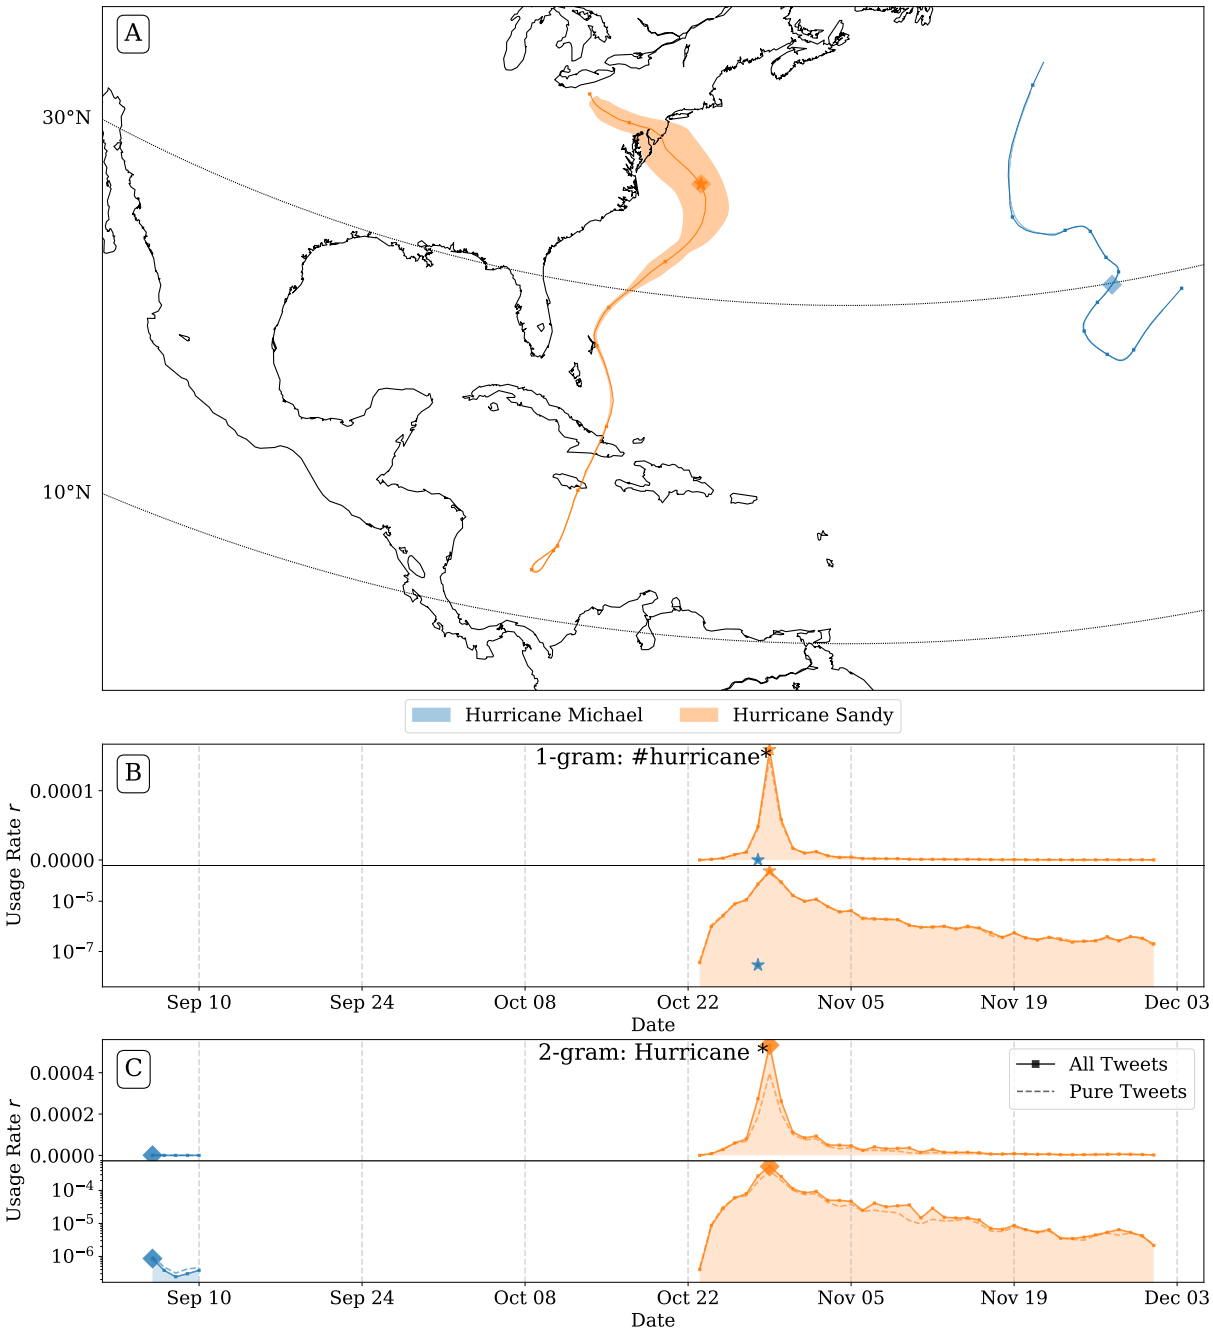 A
30°N
10°N
Hurricane Michael
Hurricane Sandy
B
1-gram: #hurricane*
Usage Rate r
0.0001
0.0000
10⁻⁵
10⁻⁷
Sep 10
Sep 24
Oct 08
Oct 22
Nov 05
Nov 19
Dec 03
Date
C
2-gram: Hurricane *
All Tweets
Pure Tweets
Usage Rate r
0.0004
0.0002
0.0000
10⁻⁴
10⁻⁵
10⁻⁶
Sep 10
Sep 24
Oct 08
Oct 22
Nov 05
Nov 19
Dec 03
Date